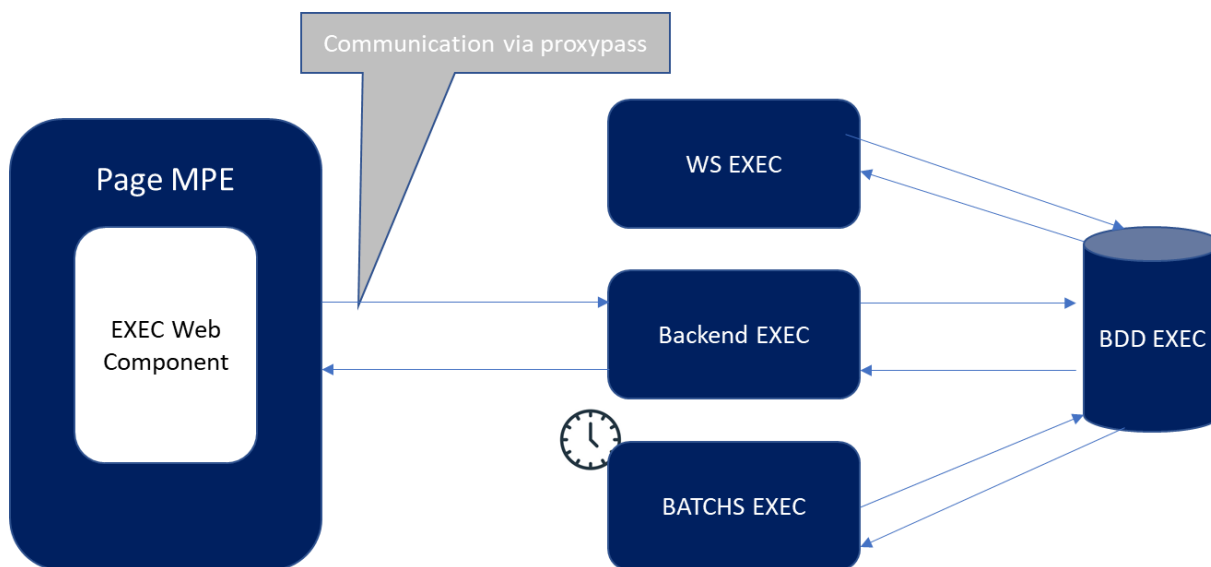 Communication via proxypass
Page MPE
EXEC Web
Component
WS EXEC
Backend EXEC
BATCHS EXEC
BDD EXEC